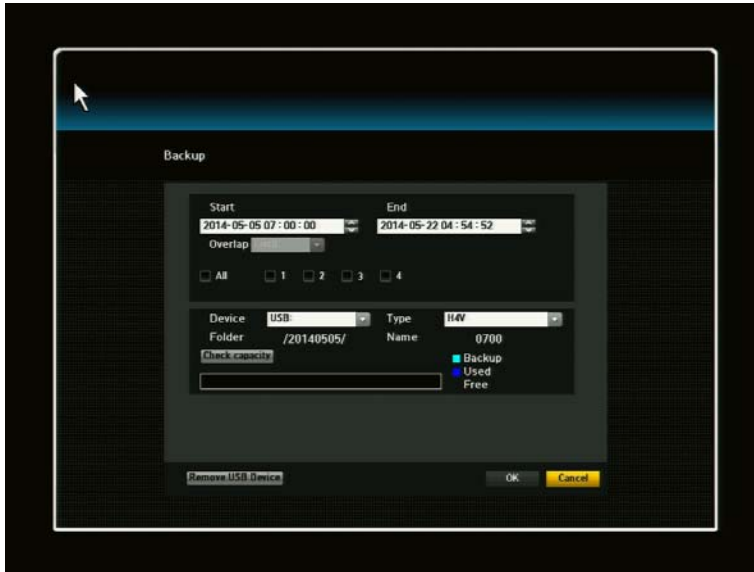 Backup
Start End
2014-05-05 07 : 00 : 00 2014-05-22 04 : 54 : 52
Overlap
All 1 2 3 4
Device USB: Type H4V
Folder /20140505/ Name 0700
Check capacity Backup
Used
Free
Remove USB Device OK Cancel